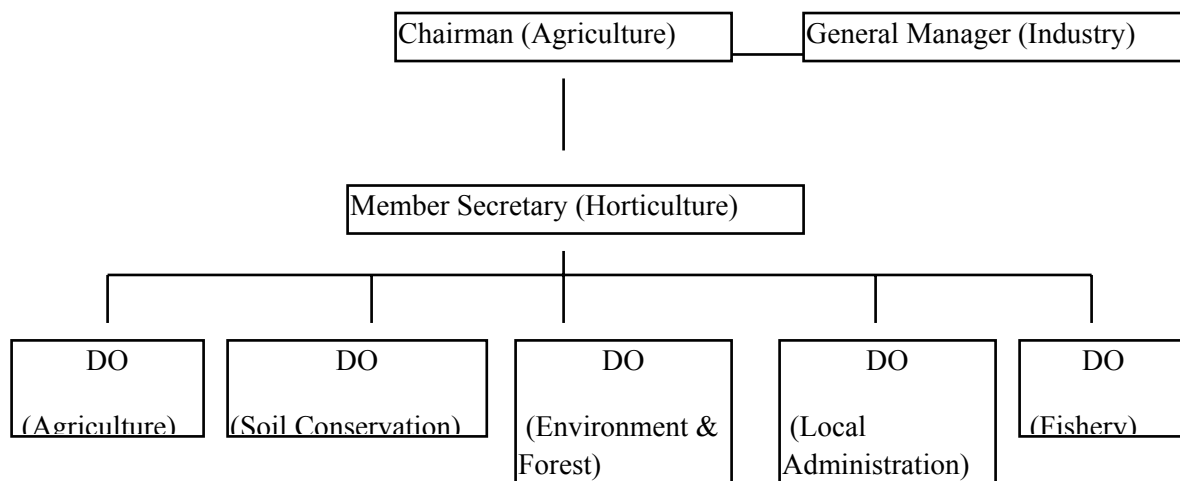 Chairman (Agriculture)
General Manager (Industry)
Member Secretary (Horticulture)
DO
(Agriculture)
DO
(Soil Conservation)
DO
(Environment &
Forest)
DO
(Local
Administration)
DO
(Fishery)